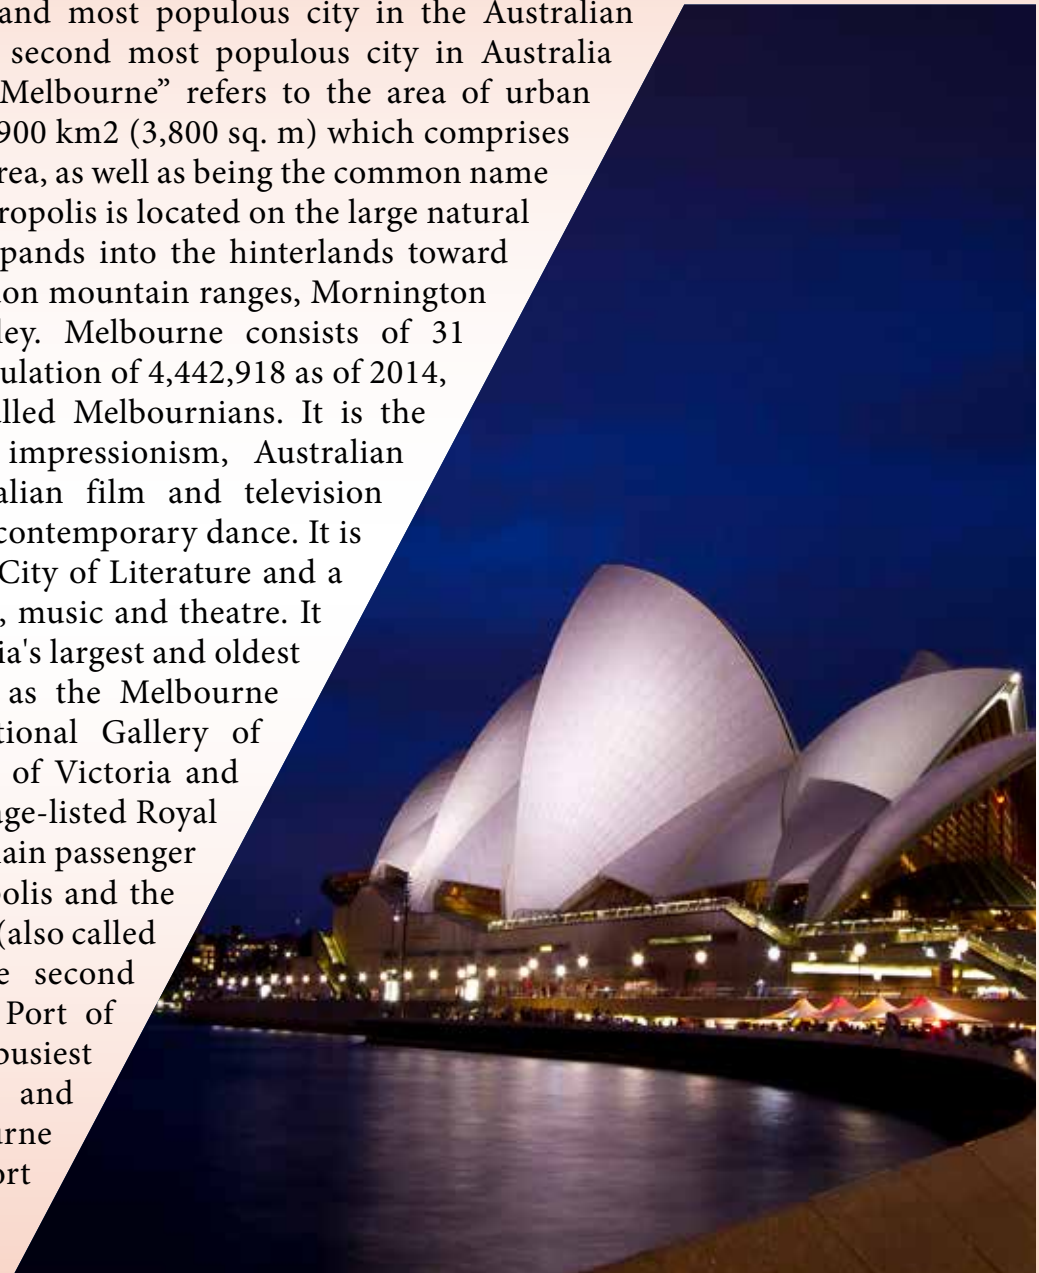 and most populous city in the Australian
second most populous city in Australia
Melbourne” refers to the area of urban
900 km2 (3,800 sq. m) which comprises
rea, as well as being the common name
ropolis is located on the large natural
pands into the hinterlands toward
ion mountain ranges, Mornington
ley. Melbourne consists of 31
ulation of 4,442,918 as of 2014,
alled Melbournians. It is the
impressionism, Australian
alian film and television
contemporary dance. It is
City of Literature and a
, music and theatre. It
ia's largest and oldest
as the Melbourne
tional Gallery of
of Victoria and
age-listed Royal
ain passenger
polis and the
(also called
e second
Port of
busiest
and
urne
ort